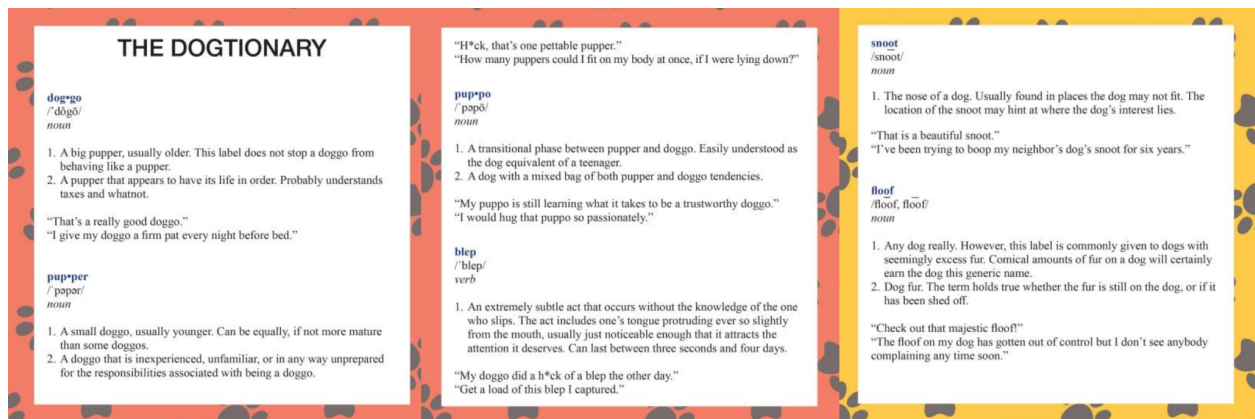 THE DOGTIONARY
dog•go
/'dôgō/
noun
1. A big pupper, usually older. This label does not stop a doggo from
behaving like a pupper.
2. A pupper that appears to have its life in order. Probably understands
taxes and whatnot.
“That’s a really good doggo.”
“I give my doggo a firm pat every night before bed.”
pup•per
/'pəpər/
noun
1. A small doggo, usually younger. Can be equally, if not more mature
than some doggos.
2. A doggo that is inexperienced, unfamiliar, or in any way unprepared
for the responsibilities associated with being a doggo.
“H*ck, that’s one pettable pupper.”
“How many puppers could I fit on my body at once, if I were lying down?”
pup•po
/'pəpō/
noun
1. A transitional phase between pupper and doggo. Easily understood as
the dog equivalent of a teenager.
2. A dog with a mixed bag of both pupper and doggo tendencies.
“My puppo is still learning what it takes to be a trustworthy doggo.”
“I would hug that puppo so passionately.”
blep
/'blep/
verb
1. An extremely subtle act that occurs without the knowledge of the one
who slips. The act includes one’s tongue protruding ever so slightly
from the mouth, usually just noticeable enough that it attracts the
attention it deserves. Can last between three seconds and four days.
“My doggo did a h*ck of a blep the other day.”
“Get a load of this blep I captured.”
snoot
/sno͞ot/
noun
1. The nose of a dog. Usually found in places the dog may not fit. The
location of the snoot may hint at where the dog’s interest lies.
“That is a beautiful snoot.”
“I’ve been trying to boop my neighbor’s dog’s snoot for six years.”
floof
/flo͝of, flo͞of/
noun
1. Any dog really. However, this label is commonly given to dogs with
seemingly excess fur. Comical amounts of fur on a dog will certainly
earn the dog this generic name.
2. Dog fur. The term holds true whether the fur is still on the dog, or if it
has been shed off.
“Check out that majestic floof!”
“The floof on my dog has gotten out of control but I don’t see anybody
complaining any time soon.”